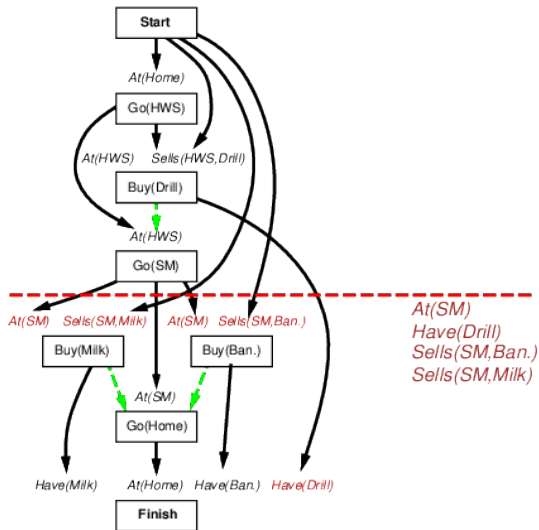 Start
At(Home)
Go(HWS)
At(HWS) Sells(HWS,Drill)
Buy(Drill)
At(HWS)
Go(SM)
At(SM) Sells(SM,Milk) At(SM) Sells(SM,Ban.)
Buy(Milk) Buy(Ban.)
At(SM)
Go(Home)
Have(Milk) At(Home) Have(Ban.) Have(Drill)
Finish
At(SM)
Have(Drill)
Sells(SM,Ban.)
Sells(SM,Milk)